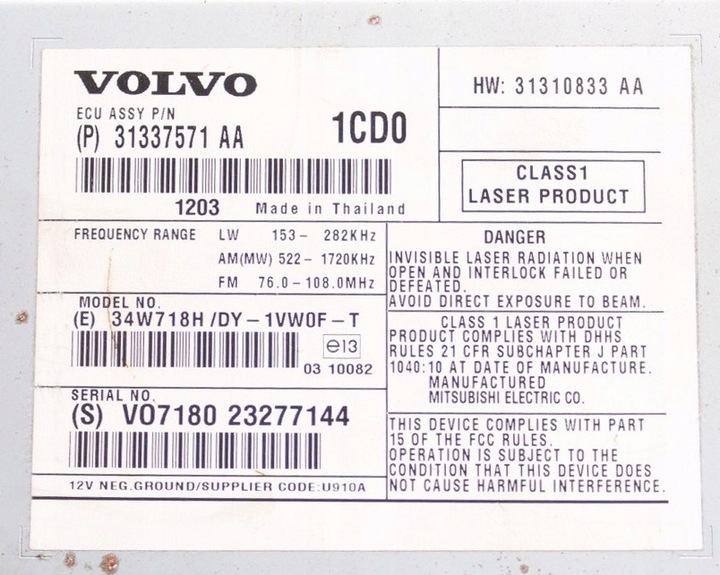 VOLVO
ECU ASSY P/N
(P) 31337571 AA
1CD0
1203 Made in Thailand
HW: 31310833 AA
CLASS1
LASER PRODUCT
FREQUENCY RANGE LW 153- 282KHz
AM(MW) 522- 1720KHz
FM 76.0-108.0MHz
MODEL NO.
(E) 34W718H/DY-1VW0F-T
e13
03 10082
SERIAL NO.
(S) VO7180 23277144
12V NEG.GROUND/SUPPLIER CODE:U910A
DANGER
INVISIBLE LASER RADIATION WHEN
OPEN AND INTERLOCK FAILED OR
DEFEATED.
AVOID DIRECT EXPOSURE TO BEAM.
CLASS 1 LASER PRODUCT
PRODUCT COMPLIES WITH DHHS
RULES 21 CFR SUBCHAPTER J PART
1040:10 AT DATE OF MANUFACTURE.
MANUFACTURED
MITSUBISHI ELECTRIC CO.
THIS DEVICE COMPLIES WITH PART
15 OF THE FCC RULES.
OPERATION IS SUBJECT TO THE
CONDITION THAT THIS DEVICE DOES
NOT CAUSE HARMFUL INTERFERENCE.